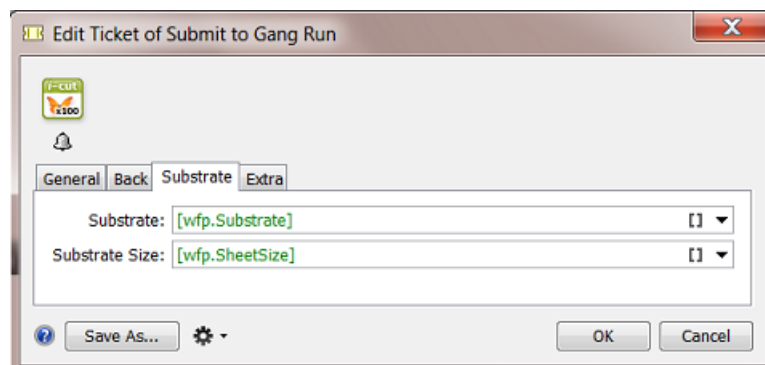 Edit Ticket of Submit to Gang Run
i-cut
x100
General Back Substrate Extra
Substrate: [wfp.Substrate] []
Substrate Size: [wfp.SheetSize] []
Save As... OK Cancel